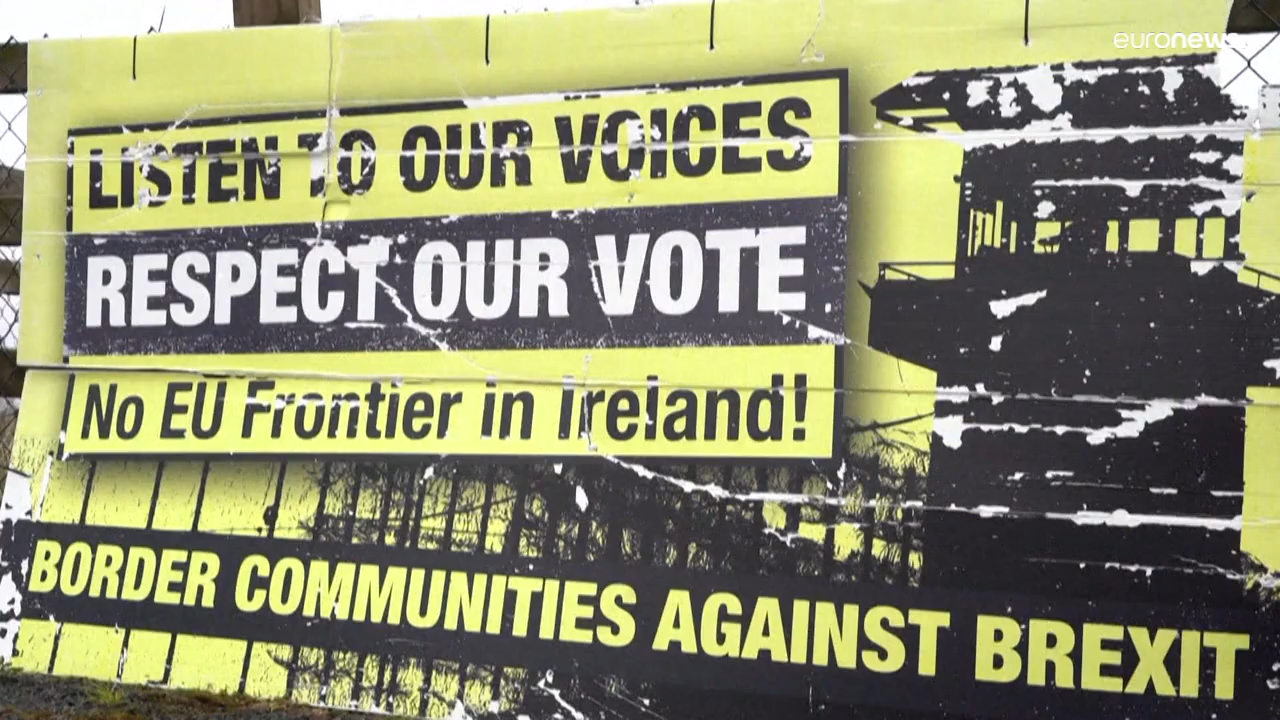 euronews.
LISTEN TO OUR VOICES
RESPECT OUR VOTE
No EU Frontier in Ireland!
BORDER COMMUNITIES AGAINST BREXIT